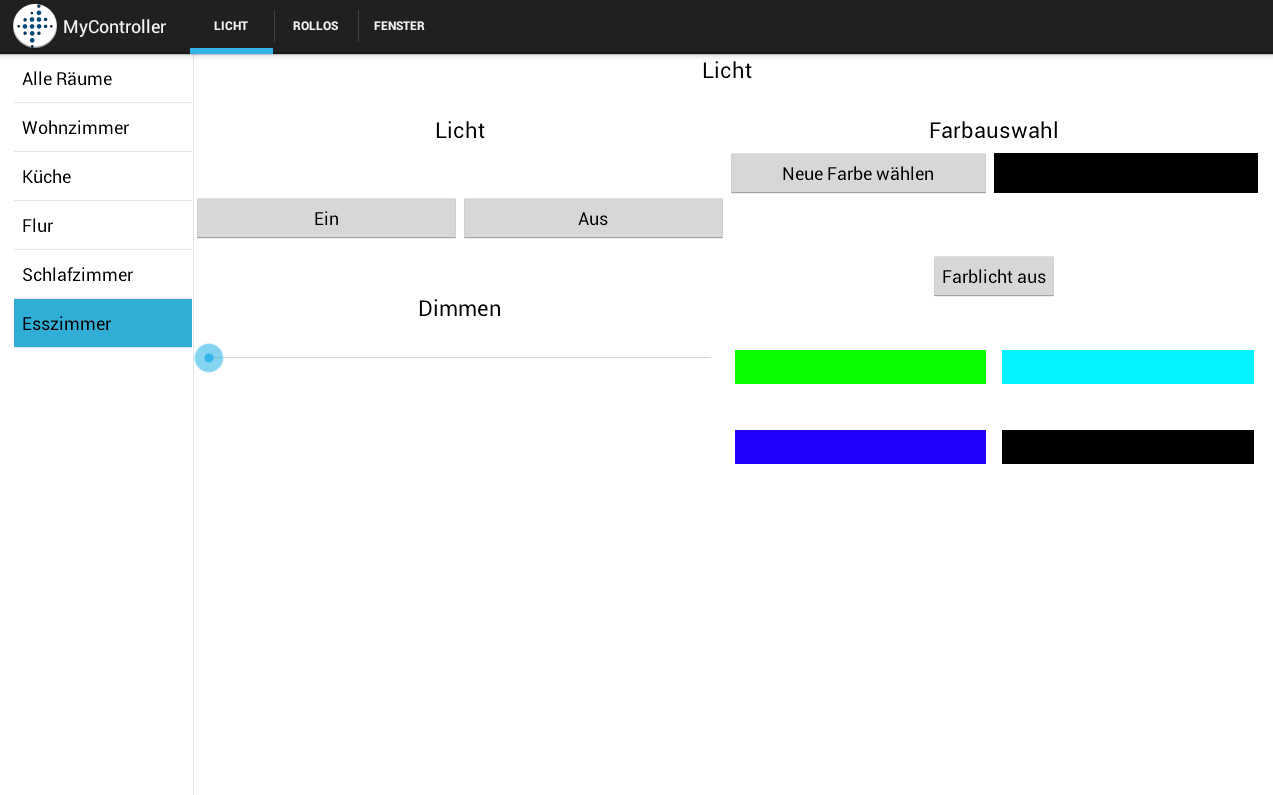 MyController
LICHT
ROLLOS
FENSTER
Alle Räume
Wohnzimmer
Küche
Flur
Schlafzimmer
Esszimmer
Licht
Licht
Ein
Aus
Dimmen
Farbauswahl
Neue Farbe wählen
Farblicht aus